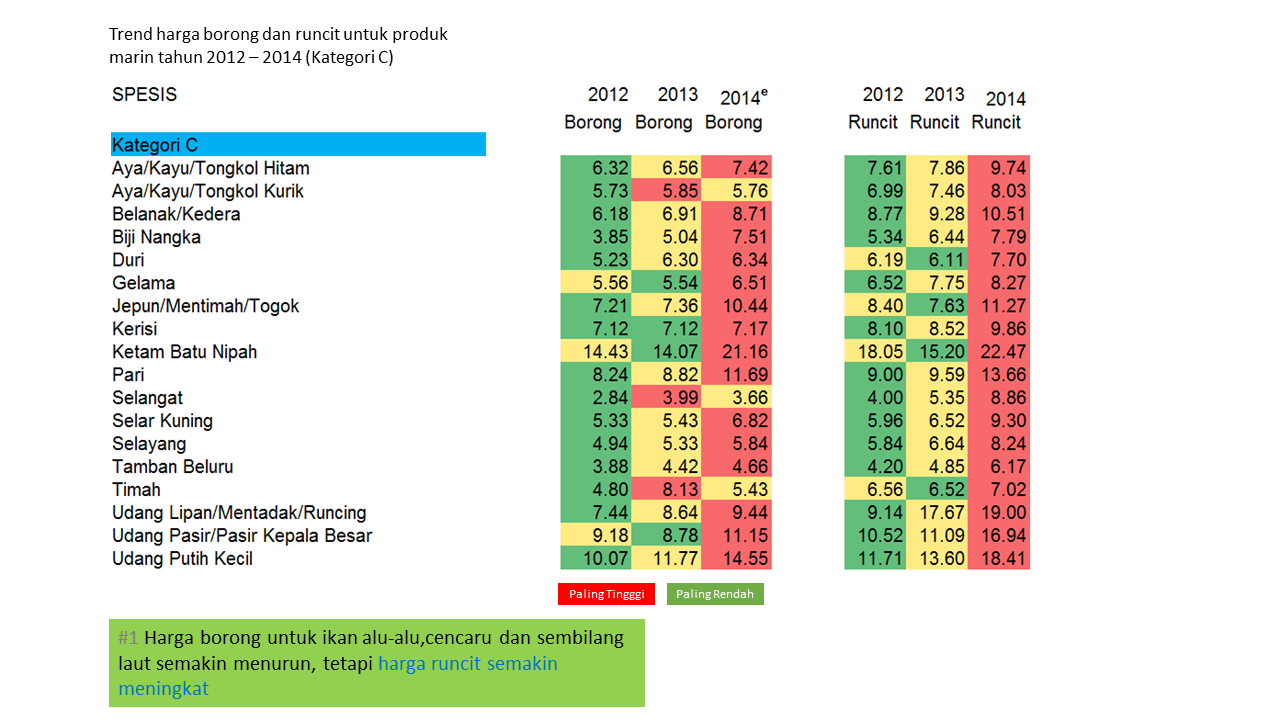 Trend harga borong dan runcit untuk produk
marin tahun 2012 – 2014 (Kategori C)
SPESIS 2012 2013 2014e 2012 2013 2014
Borong Borong Borong Runcit Runcit Runcit
Kategori C
Aya/Kayu/Tongkol Hitam 6.32 6.56 7.42 7.61 7.86 9.74
Aya/Kayu/Tongkol Kurik 5.73 5.85 5.76 6.99 7.46 8.03
Belanak/Kedera 6.18 6.91 8.71 8.77 9.28 10.51
Biji Nangka 3.85 5.04 7.51 5.34 6.44 7.79
Duri 5.23 6.30 6.34 6.19 6.11 7.70
Gelama 5.56 5.54 6.51 6.52 7.75 8.27
Jepun/Mentimah/Togok 7.21 7.36 10.44 8.40 7.63 11.27
Kerisi 7.12 7.12 7.17 8.10 8.52 9.86
Ketam Batu Nipah 14.43 14.07 21.16 18.05 15.20 22.47
Pari 8.24 8.82 11.69 9.00 9.59 13.66
Selangat 2.84 3.99 3.66 4.00 5.35 8.86
Selar Kuning 5.33 5.43 6.82 5.96 6.52 9.30
Selayang 4.94 5.33 5.84 5.84 6.64 8.24
Tamban Beluru 3.88 4.42 4.66 4.20 4.85 6.17
Timah 4.80 8.13 5.43 6.56 6.52 7.02
Udang Lipan/Mentadak/Runcing 7.44 8.64 9.44 9.14 17.67 19.00
Udang Pasir/Pasir Kepala Besar 9.18 8.78 11.15 10.52 11.09 16.94
Udang Putih Kecil 10.07 11.77 14.55 11.71 13.60 18.41
Paling Tingggi Paling Rendah
#1 Harga borong untuk ikan alu-alu,cencaru dan sembilang
laut semakin menurun, tetapi harga runcit semakin
meningkat